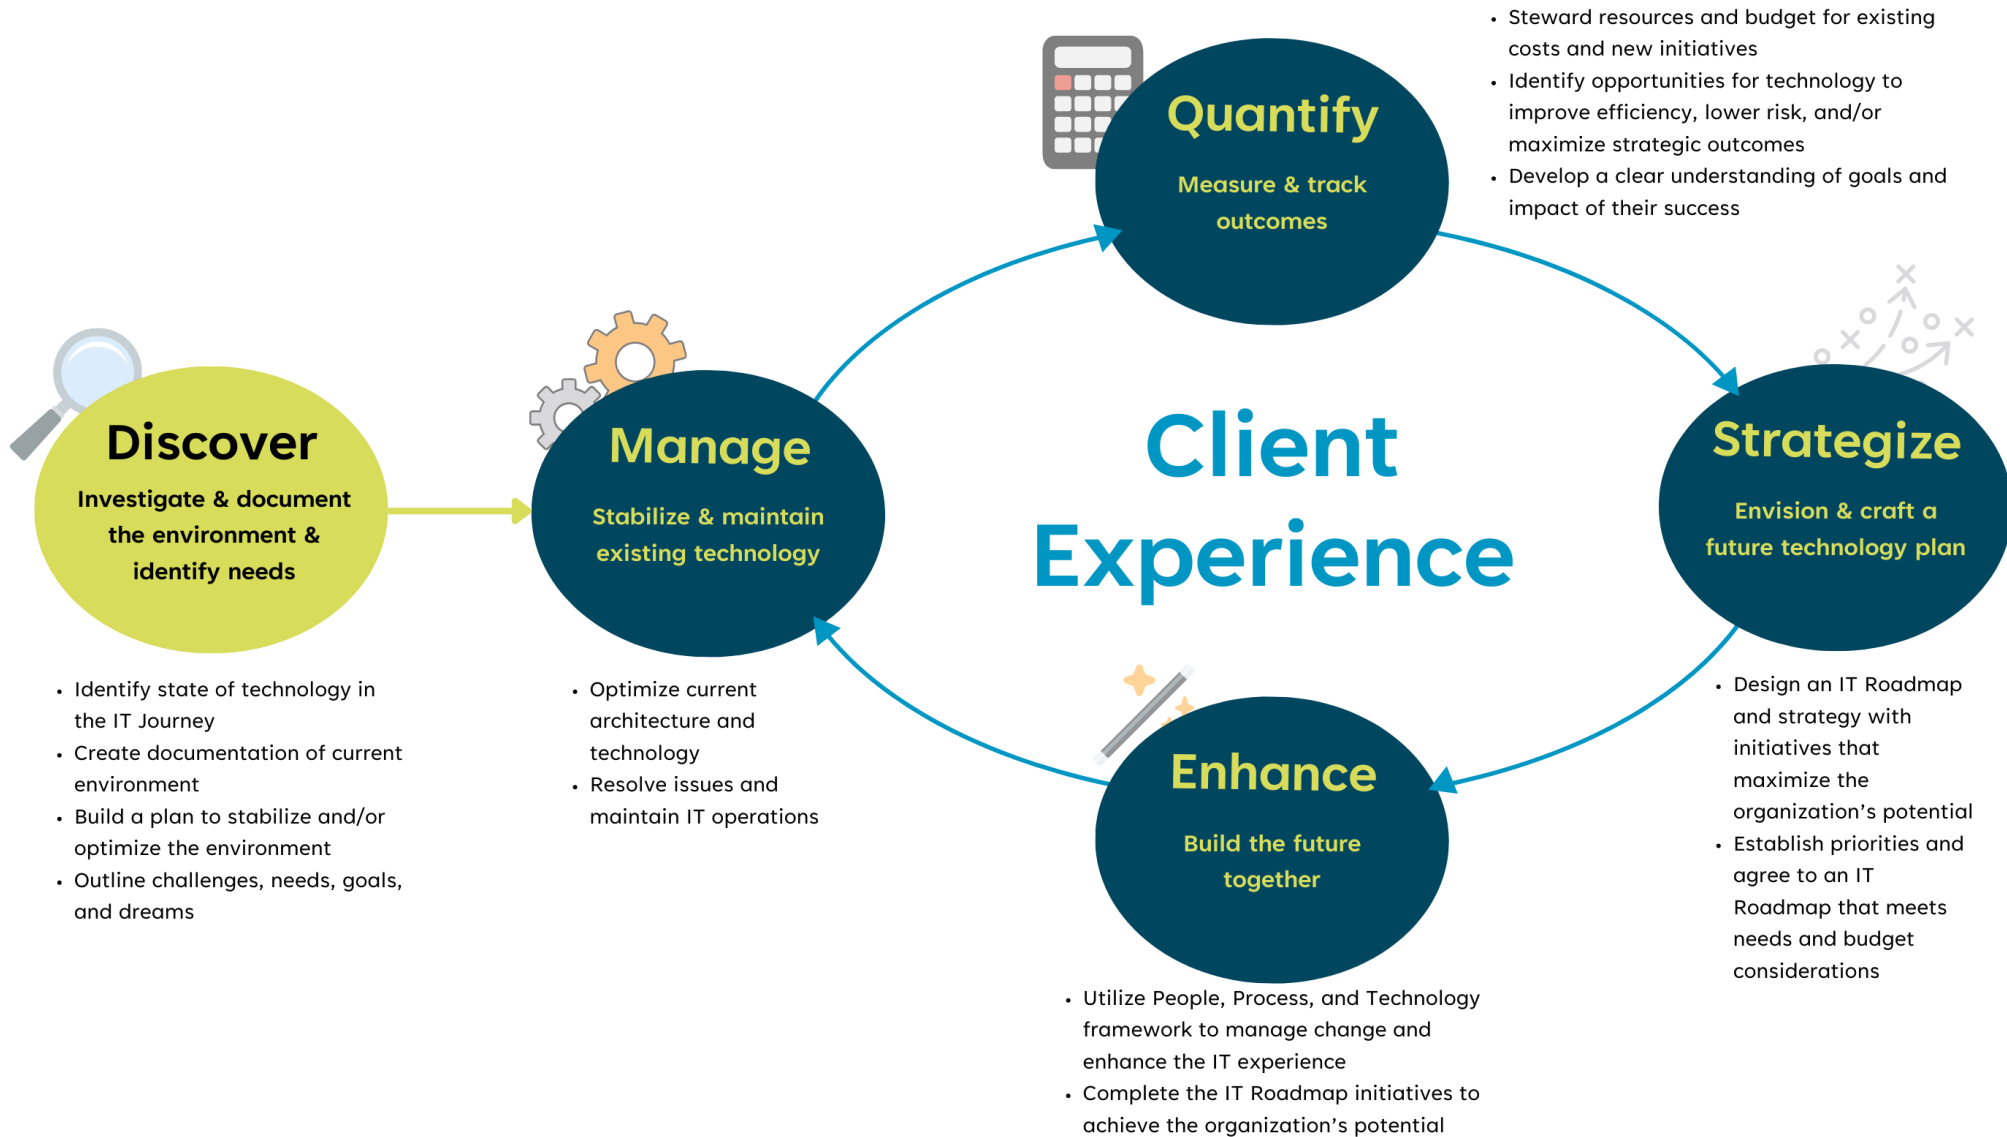 Discover
Investigate & document
the environment &
identify needs
• Identify state of technology in
the IT Journey
• Create documentation of current
environment
• Build a plan to stabilize and/or
optimize the environment
• Outline challenges, needs, goals,
and dreams
Manage
Stabilize & maintain
existing technology
• Optimize current
architecture and
technology
• Resolve issues and
maintain IT operations
Client
Experience
Quantify
Measure & track
outcomes
• Steward resources and budget for existing
costs and new initiatives
• Identify opportunities for technology to
improve efficiency, lower risk, and/or
maximize strategic outcomes
• Develop a clear understanding of goals and
impact of their success
Strategize
Envision & craft a
future technology plan
• Design an IT Roadmap
and strategy with
initiatives that
maximize the
organization’s potential
• Establish priorities and
agree to an IT
Roadmap that meets
needs and budget
considerations
Enhance
Build the future
together
• Utilize People, Process, and Technology
framework to manage change and
enhance the IT experience
• Complete the IT Roadmap initiatives to
achieve the organization’s potential